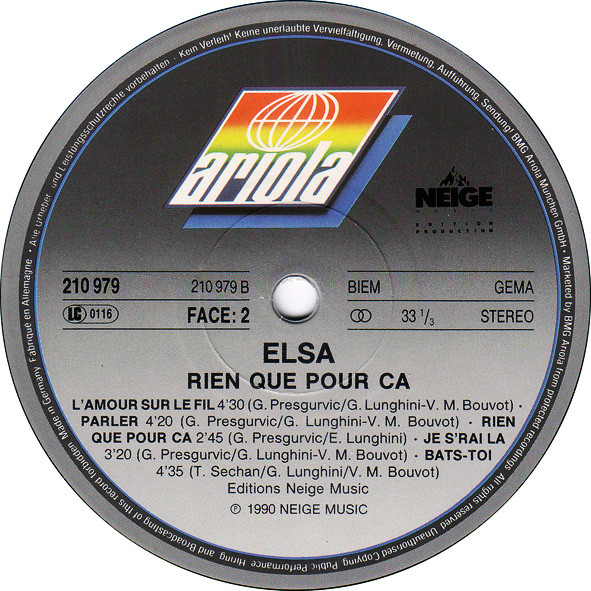 Alle Urheber- und Leistungsschutzrechte vorbehalten · Kein Verleih! Keine unerlaubte Vervielfältigung, Vermietung, Aufführung, Sendung! BMG Ariola München GmbH · Marketed by BMG Ariola from protected recordings. All rights reserved. Unauthorised Copying, Public Performance, Hiring and Broadcasting of this record forbidden. Made in Germany. Fabriqué en Allemagne ·
ariola
NEIGE
MUSIC
EDITION
PRODUCTION
210 979 210 979 B BIEM GEMA
LC 0116 FACE: 2 33 1/3 STEREO
ELSA
RIEN QUE POUR CA
L'AMOUR SUR LE FIL 4'30 (G. Presgurvic/G. Lunghini-V. M. Bouvot) ·
PARLER 4'20 (G. Presgurvic/G. Lunghini-V. M. Bouvot) · RIEN
QUE POUR CA 2'45 (G. Presgurvic/E. Lunghini) · JE S'RAI LA
3'20 (G. Presgurvic/G. Lunghini-V. M. Bouvot) · BATS-TOI
4'35 (T. Sechan/G. Lunghini/V. M. Bouvot)
Editions Neige Music
℗ 1990 NEIGE MUSIC